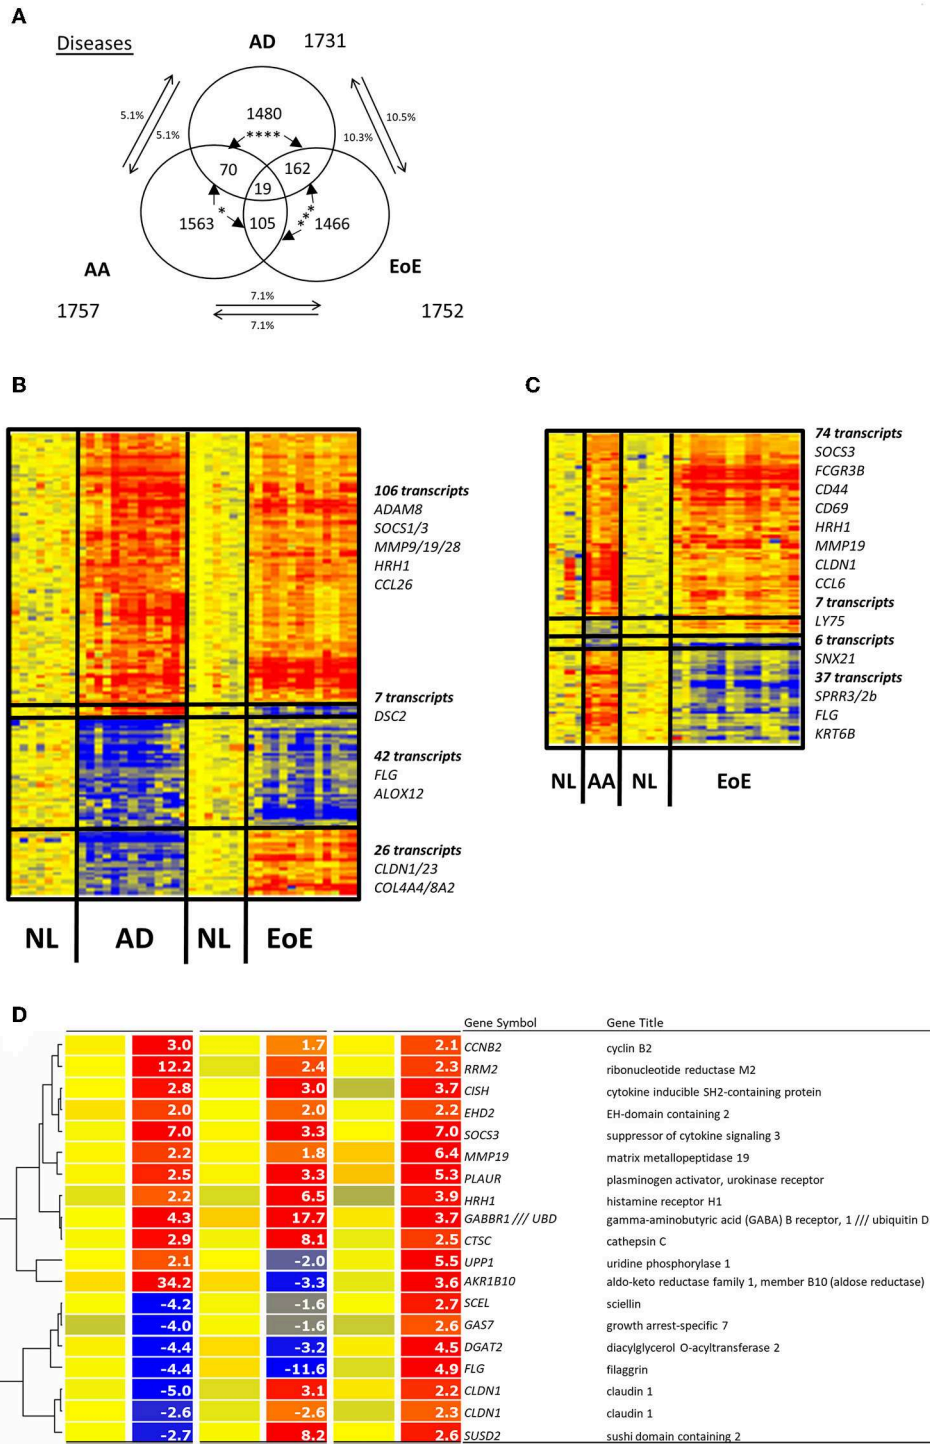 A
Diseases
AD 1731
5.1%
5.1%
10.5%
10.3%
1480
****
70
162
19
1563
*
105
***
1466
AA
EoE
1757
7.1%
7.1%
1752
B
106 transcripts
ADAM8
SOCS1/3
MMP9/19/28
HRH1
CCL26
7 transcripts
DSC2
42 transcripts
FLG
ALOX12
26 transcripts
CLDN1/23
COL4A4/8A2
NL AD NL EoE
C
74 transcripts
SOCS3
FCGR3B
CD44
CD69
HRH1
MMP19
CLDN1
CCL6
7 transcripts
LY75
6 transcripts
SNX21
37 transcripts
SPRR3/2b
FLG
KRT6B
NL AA NL EoE
D
Gene Symbol Gene Title
3.0 1.7 2.1 CCNB2 cyclin B2
12.2 2.4 2.3 RRM2 ribonucleotide reductase M2
2.8 3.0 3.7 CISH cytokine inducible SH2-containing protein
2.0 2.0 2.2 EHD2 EH-domain containing 2
7.0 3.3 7.0 SOCS3 suppressor of cytokine signaling 3
2.2 1.8 6.4 MMP19 matrix metallopeptidase 19
2.5 3.3 5.3 PLAUR plasminogen activator, urokinase receptor
2.2 6.5 3.9 HRH1 histamine receptor H1
4.3 17.7 3.7 GABBR1 /// UBD gamma-aminobutyric acid (GABA) B receptor, 1 /// ubiquitin D
2.9 8.1 2.5 CTSC cathepsin C
2.1 -2.0 5.5 UPP1 uridine phosphorylase 1
34.2 -3.3 3.6 AKR1B10 aldo-keto reductase family 1, member B10 (aldose reductase)
-4.2 -1.6 2.7 SCEL sciellin
-4.0 -1.6 2.6 GAS7 growth arrest-specific 7
-4.4 -3.2 4.5 DGAT2 diacylglycerol O-acyltransferase 2
-4.4 -11.6 4.9 FLG filaggrin
-5.0 3.1 2.2 CLDN1 claudin 1
-2.6 -2.6 2.3 CLDN1 claudin 1
-2.7 8.2 2.6 SUSD2 sushi domain containing 2